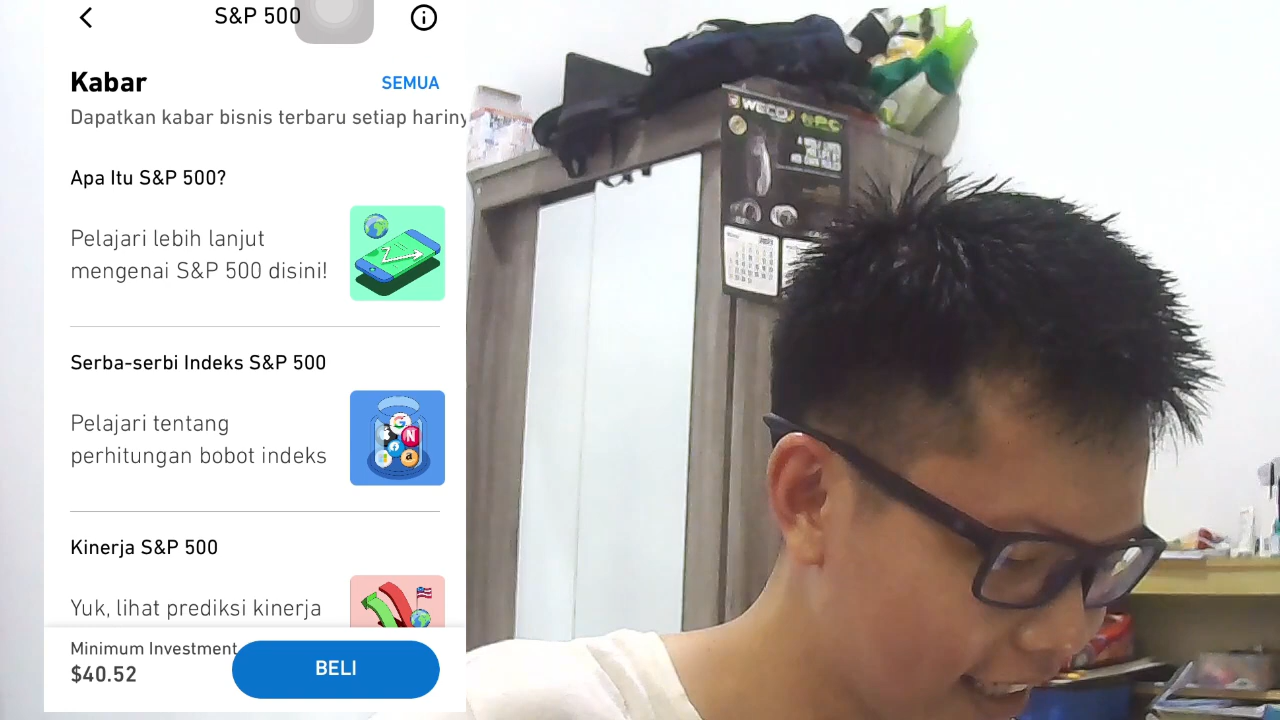 S&P 500
Kabar
SEMUA
Dapatkan kabar bisnis terbaru setiap hariny
Apa Itu S&P 500?
Pelajari lebih lanjut
mengenai S&P 500 disini!
Serba-serbi Indeks S&P 500
Pelajari tentang
perhitungan bobot indeks
Kinerja S&P 500
Yuk, lihat prediksi kinerja
Minimum Investment
$40.52
BELI